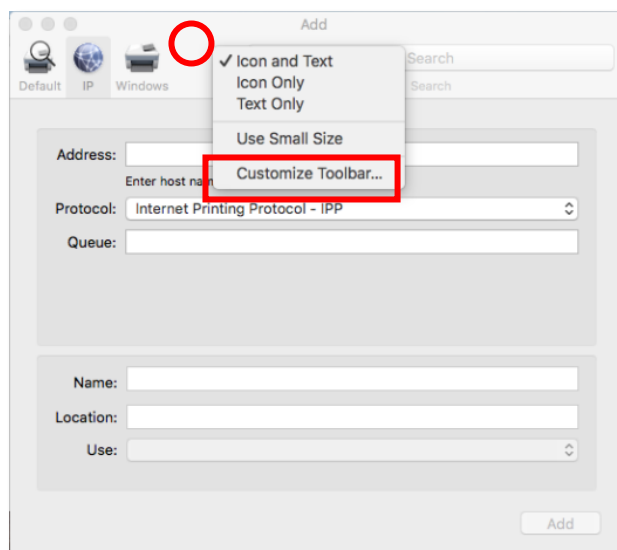 Add
Default IP Windows
✓ Icon and Text
Icon Only
Text Only
Use Small Size
Customize Toolbar...
Search
Search
Address:
Enter host nam
Protocol: Internet Printing Protocol - IPP
Queue:
Name:
Location:
Use:
Add